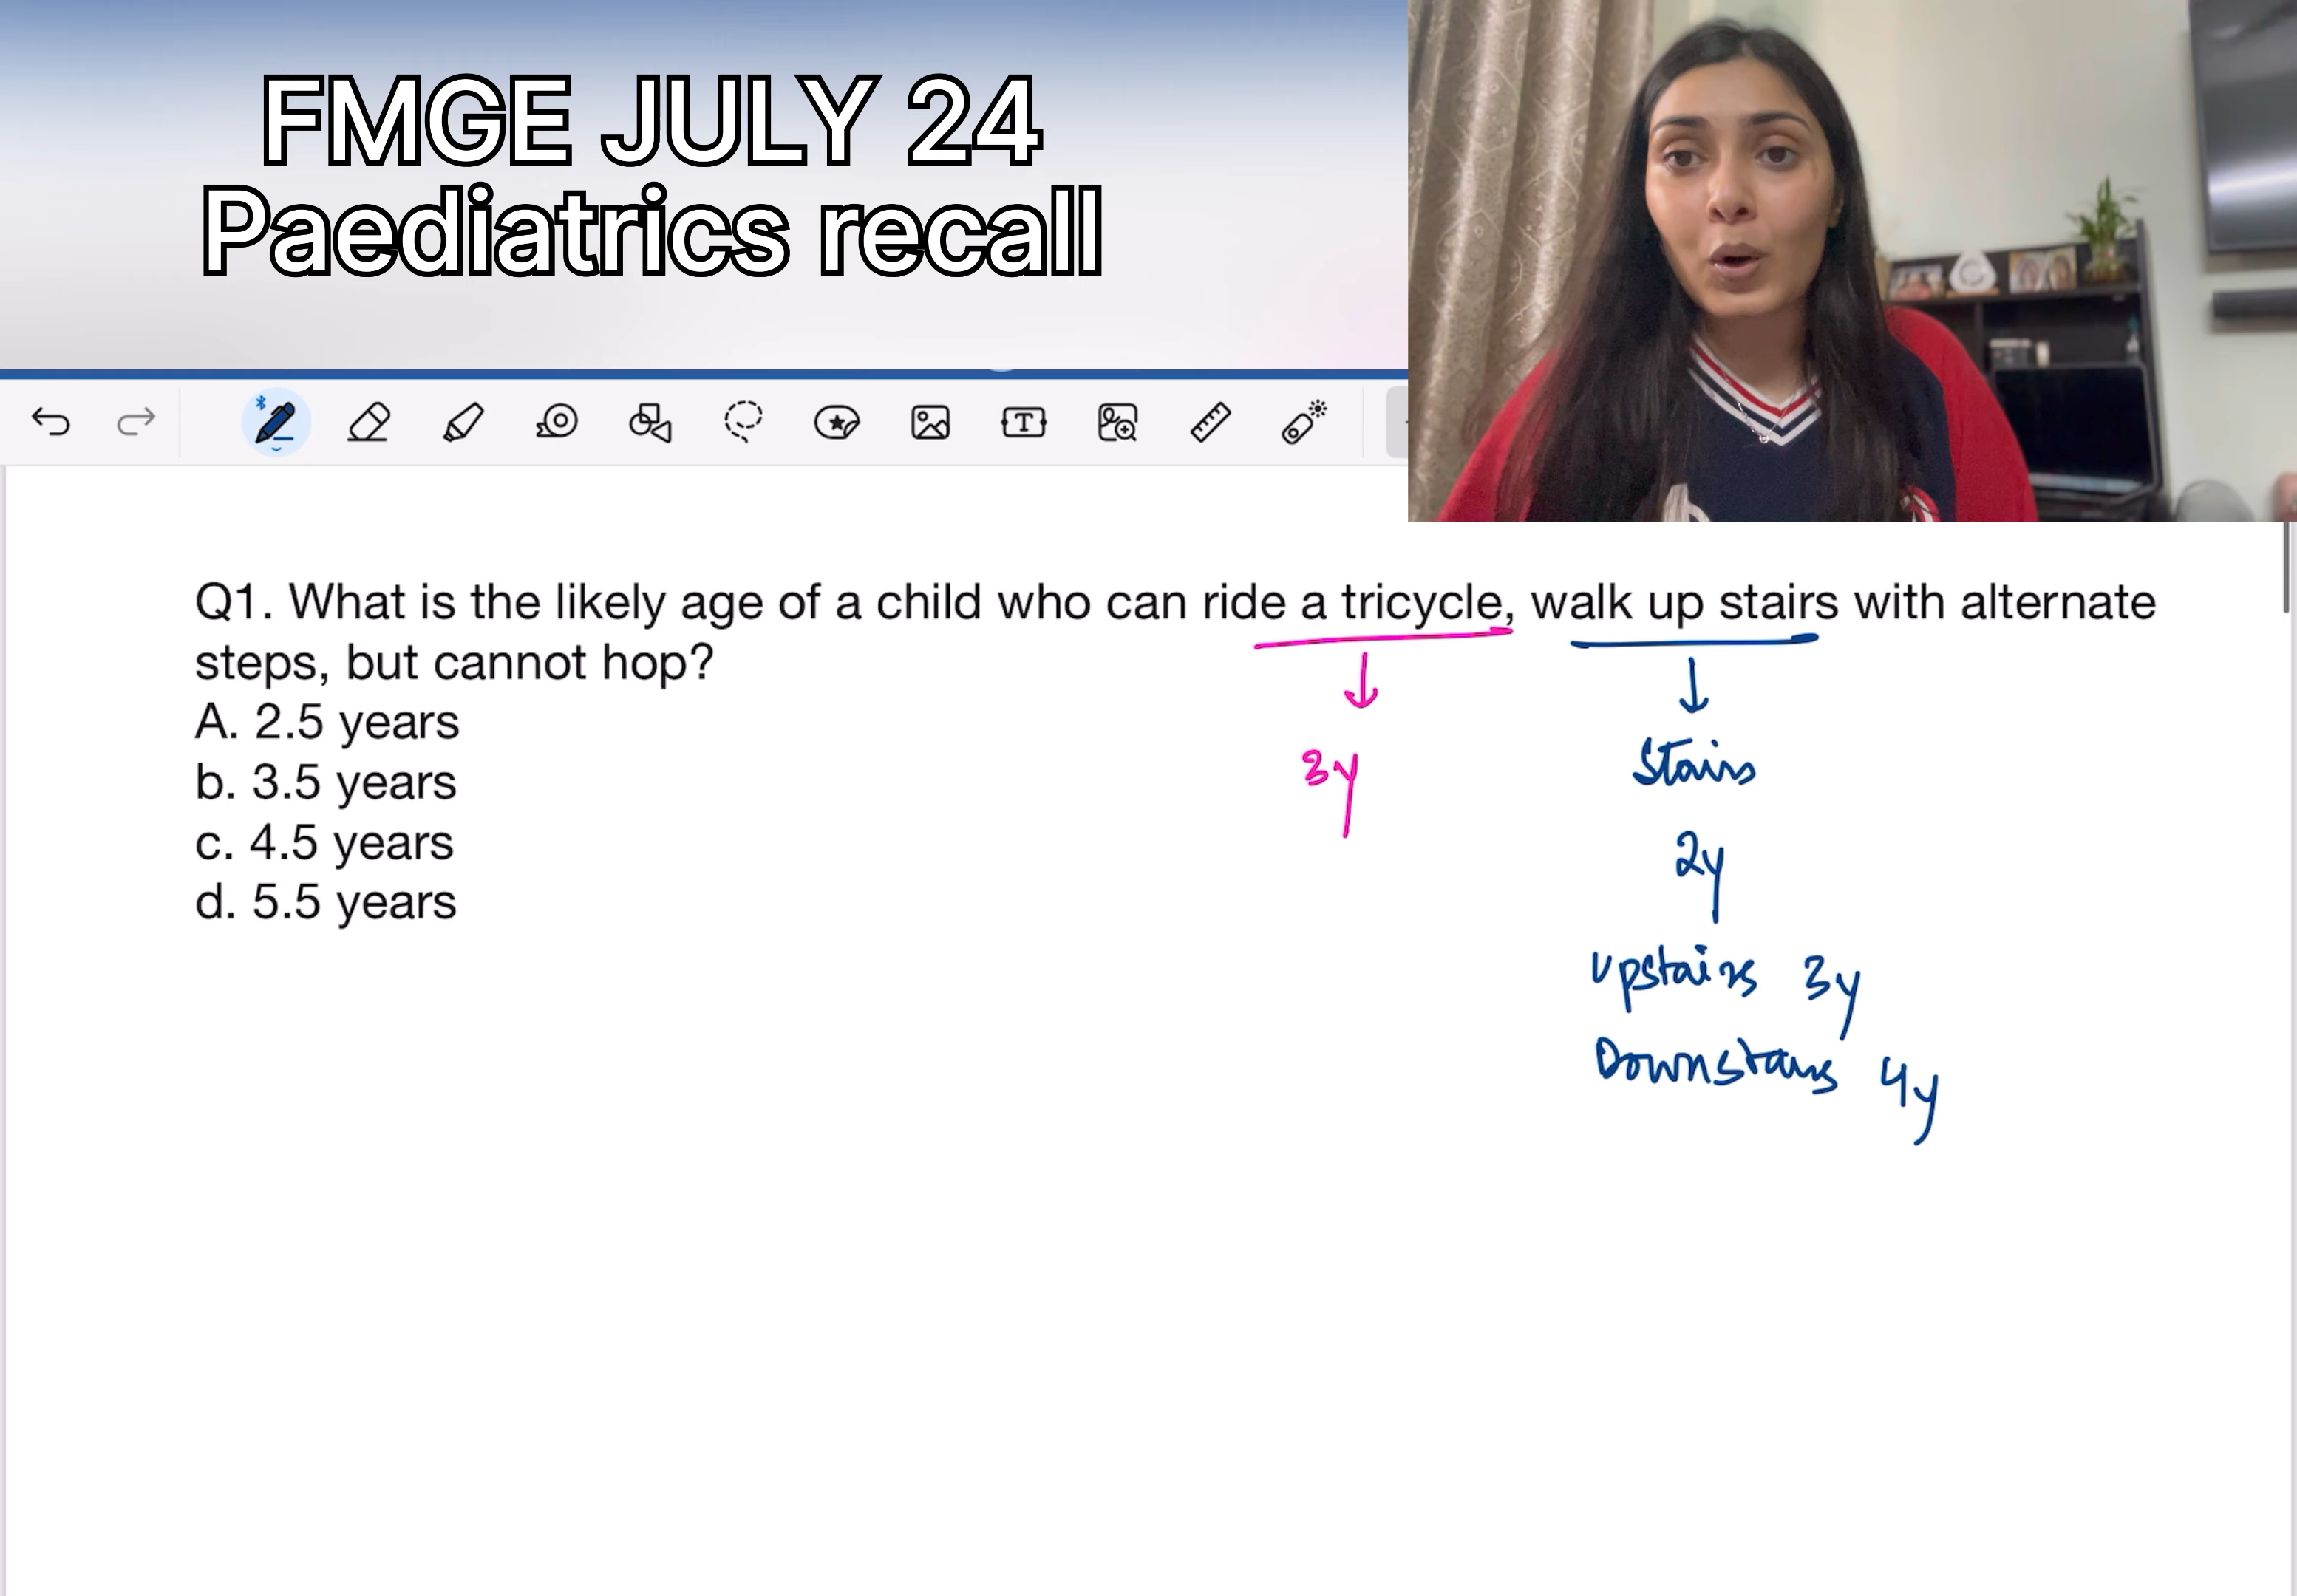 FMGE JULY 24
Paediatrics recall
Q1. What is the likely age of a child who can ride a tricycle, walk up stairs with alternate
steps, but cannot hop?
A. 2.5 years
b. 3.5 years
c. 4.5 years
d. 5.5 years
3y
Stairs
2y
Upstairs 3y
Downstairs 4y